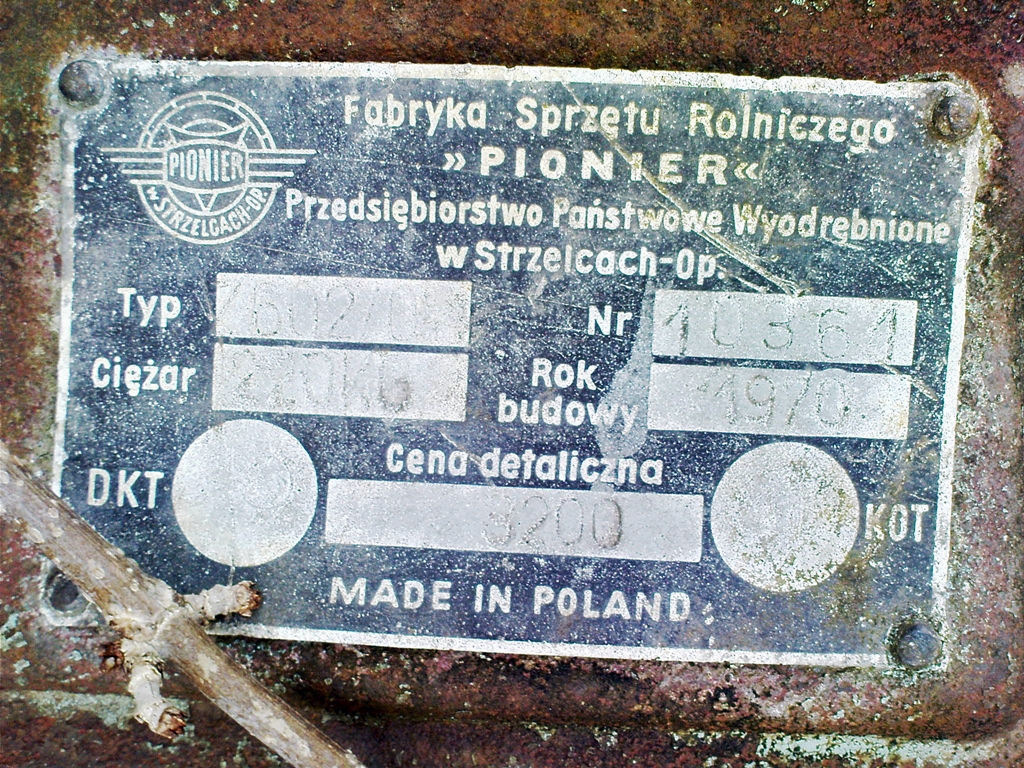 PIONIER
w. STRZELCACH-OP.
Fabryka Sprzętu Rolniczego
»PIONIER«
Przedsiębiorstwo Państwowe Wyodrębnione
w Strzelcach-Op.
Typ Nr 10361
Ciężar Rok budowy 1970
Cena detaliczna
DKT 3200 KOT
MADE IN POLAND